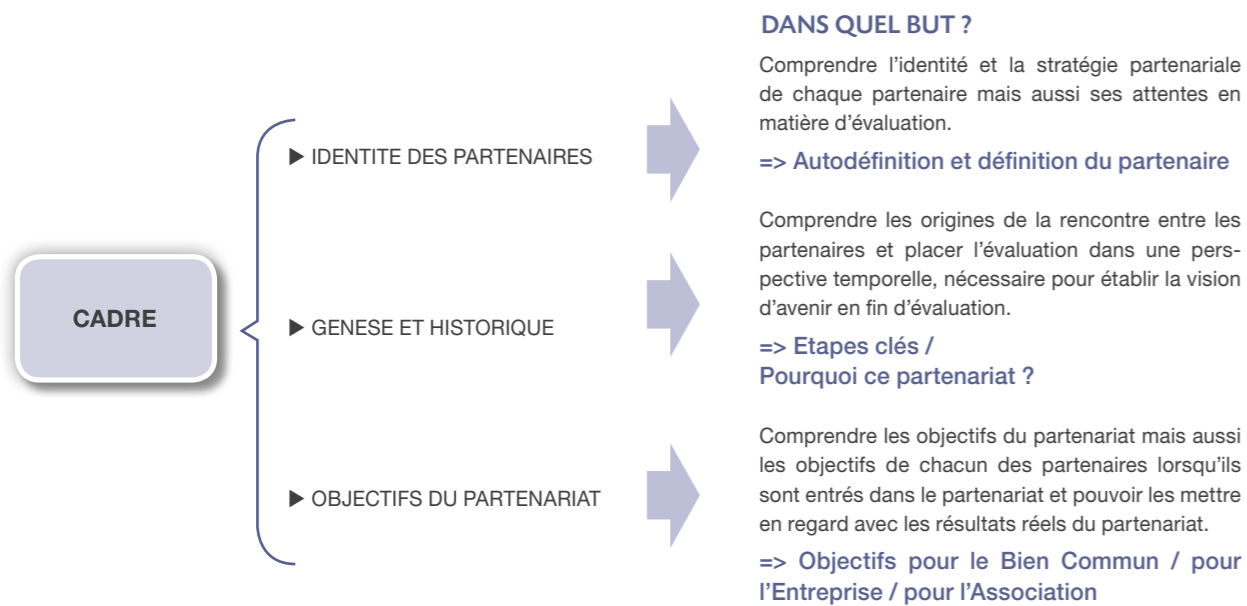 CADRE
▶ IDENTITE DES PARTENAIRES
▶ GENESE ET HISTORIQUE
▶ OBJECTIFS DU PARTENARIAT
DANS QUEL BUT ?
Comprendre l’identité et la stratégie partenariale
de chaque partenaire mais aussi ses attentes en
matière d’évaluation.
=> Autodéfinition et définition du partenaire
Comprendre les origines de la rencontre entre les
partenaires et placer l’évaluation dans une pers-
pective temporelle, nécessaire pour établir la vision
d’avenir en fin d’évaluation.
=> Etapes clés /
Pourquoi ce partenariat ?
Comprendre les objectifs du partenariat mais aussi
les objectifs de chacun des partenaires lorsqu’ils
sont entrés dans le partenariat et pouvoir les mettre
en regard avec les résultats réels du partenariat.
=> Objectifs pour le Bien Commun / pour
l’Entreprise / pour l’Association